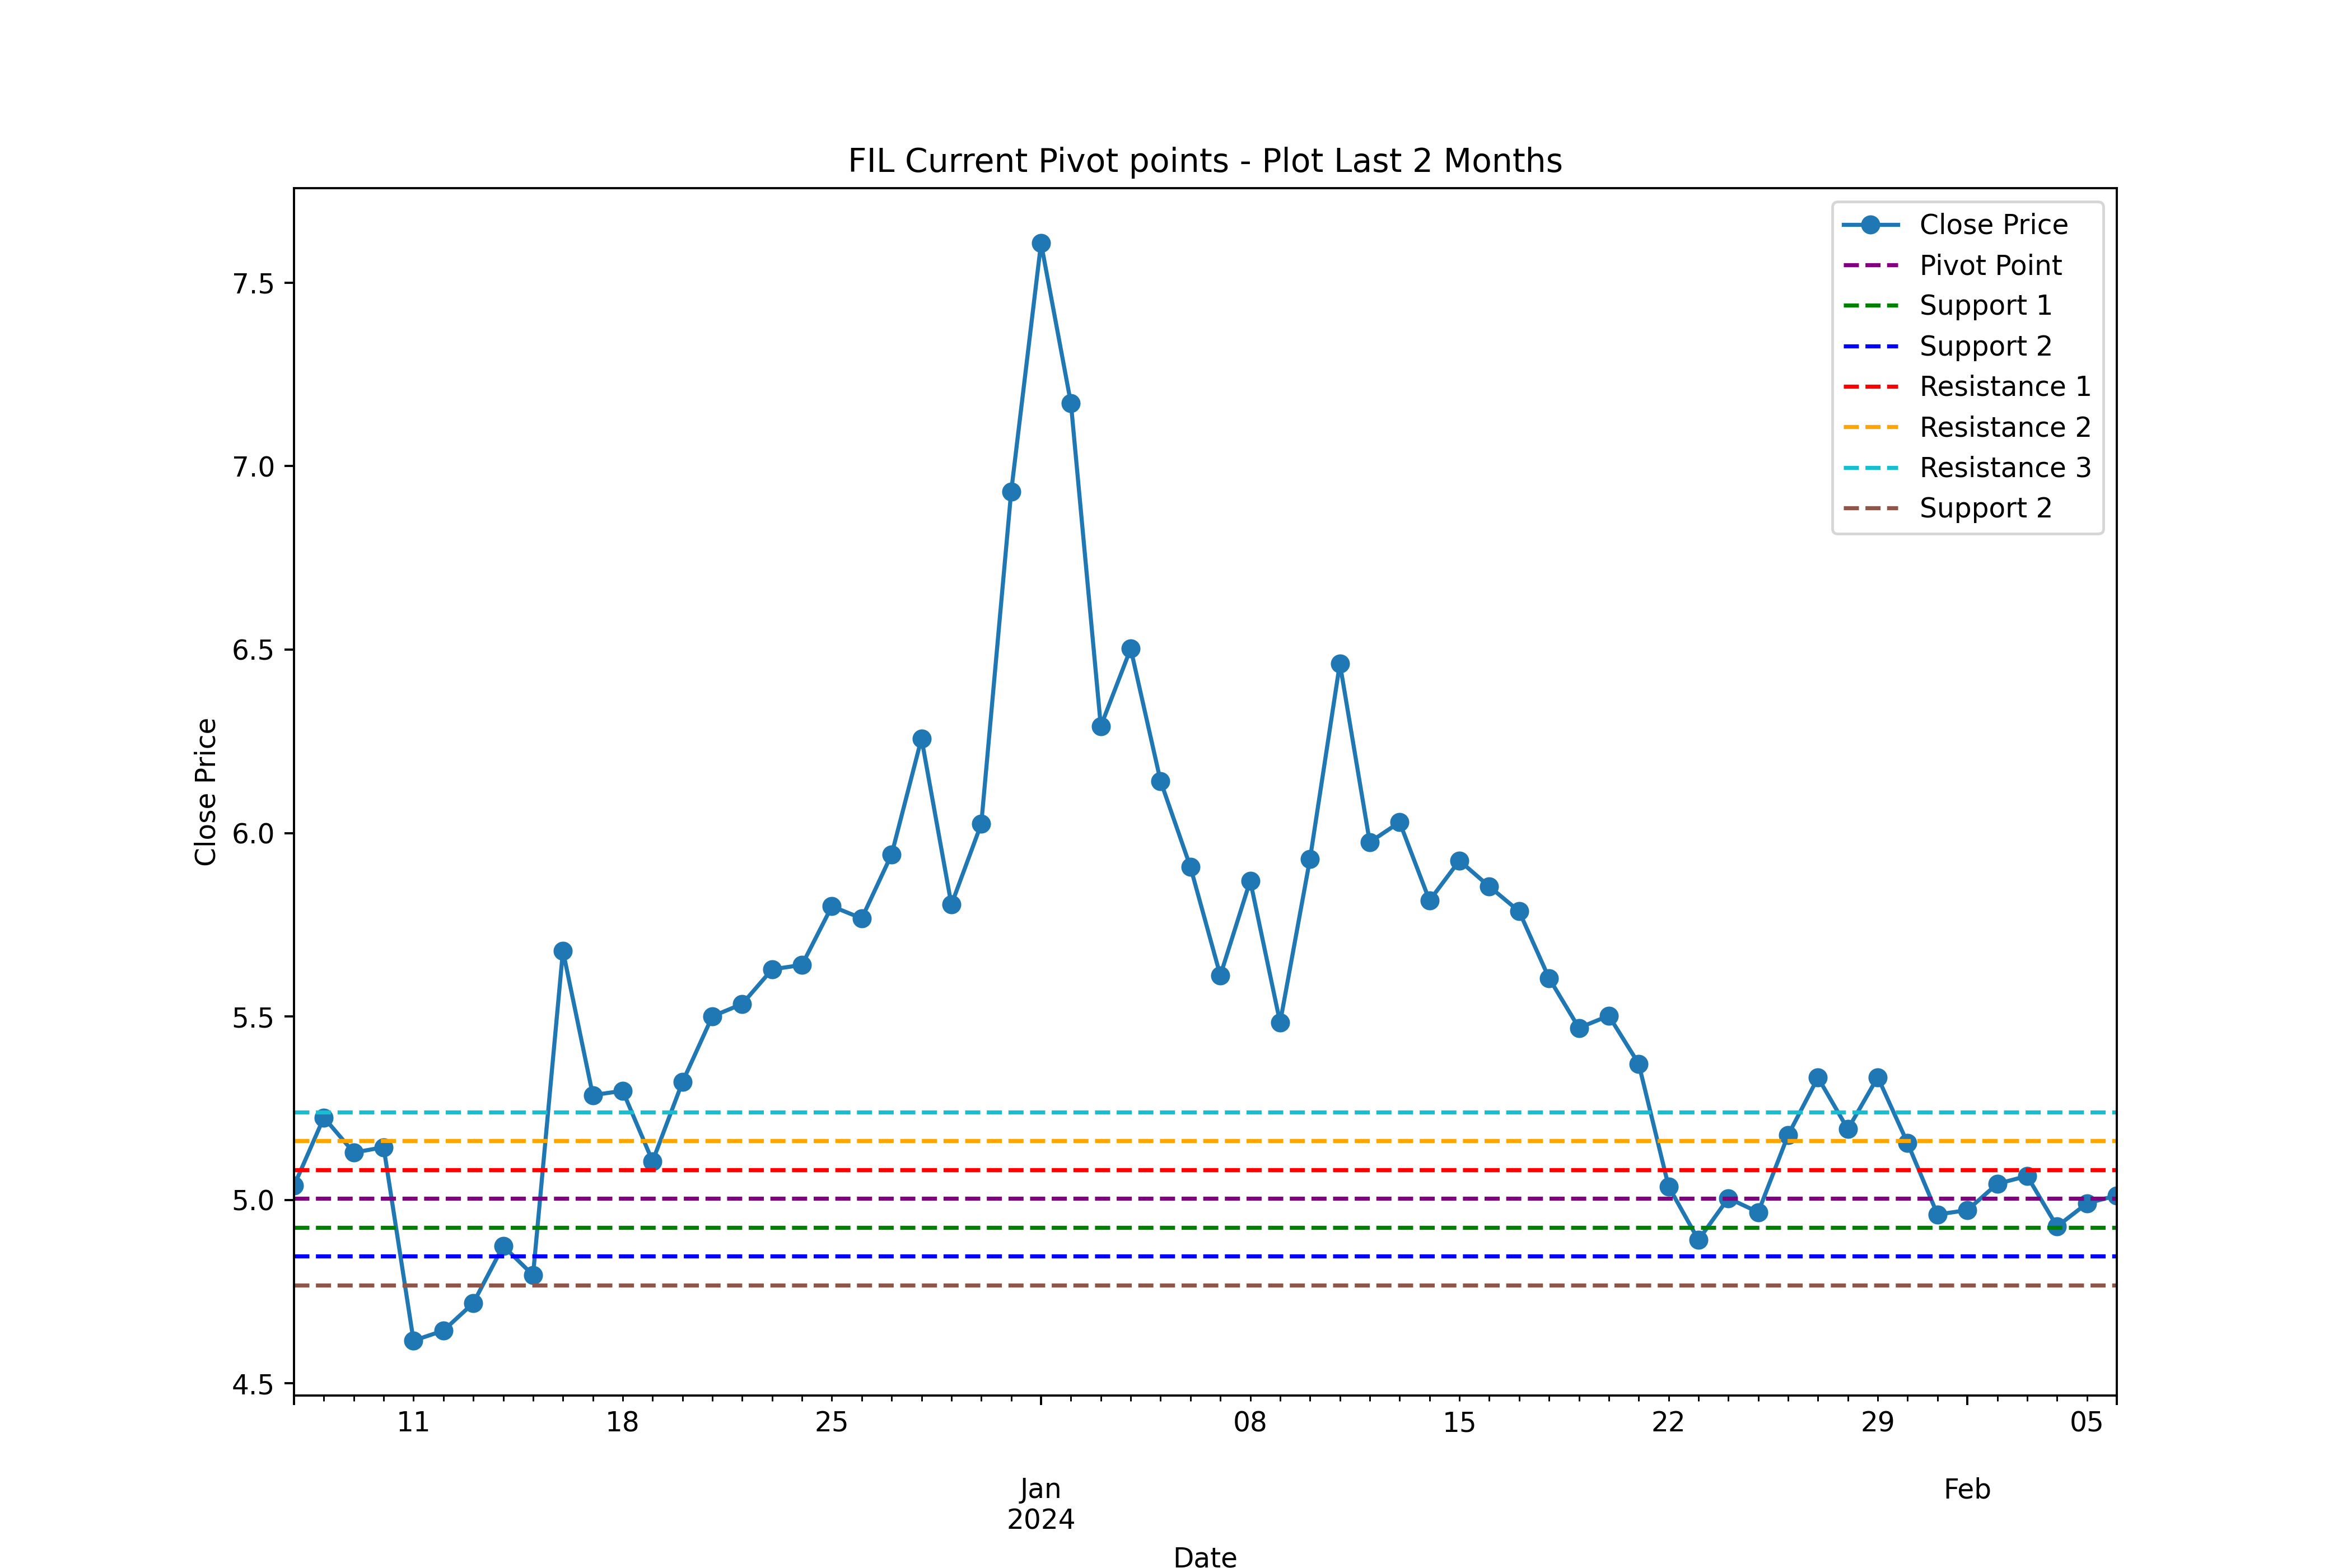 FIL Current Pivot points - Plot Last 2 Months
Close Price
Pivot Point
Support 1
Support 2
Resistance 1
Resistance 2
Resistance 3
Support 2
7.5
7.0
6.5
6.0
5.5
5.0
4.5
Close Price
11 18 25 08 15 22 29 05
Jan Feb
2024
Date